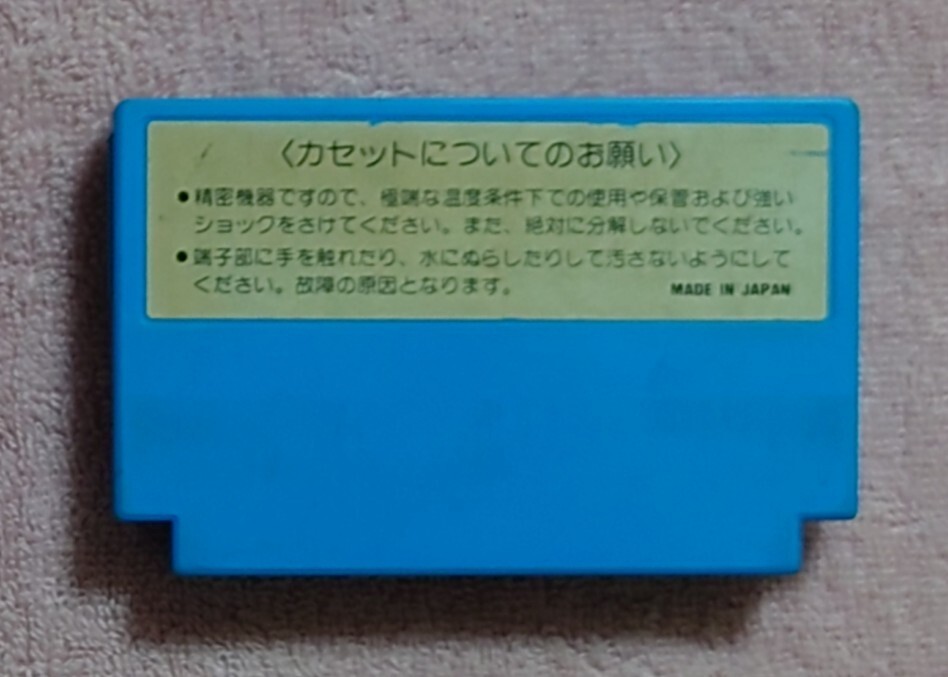 〈カセットについてのお願い〉
●精密機器ですので、極端な温度条件下での使用や保管および強い
ショックをさけてください。また、絶対に分解しないでください。
●端子部に手を触れたり、水にぬらしたりして汚さないようにして
ください。故障の原因となります。 MADE IN JAPAN